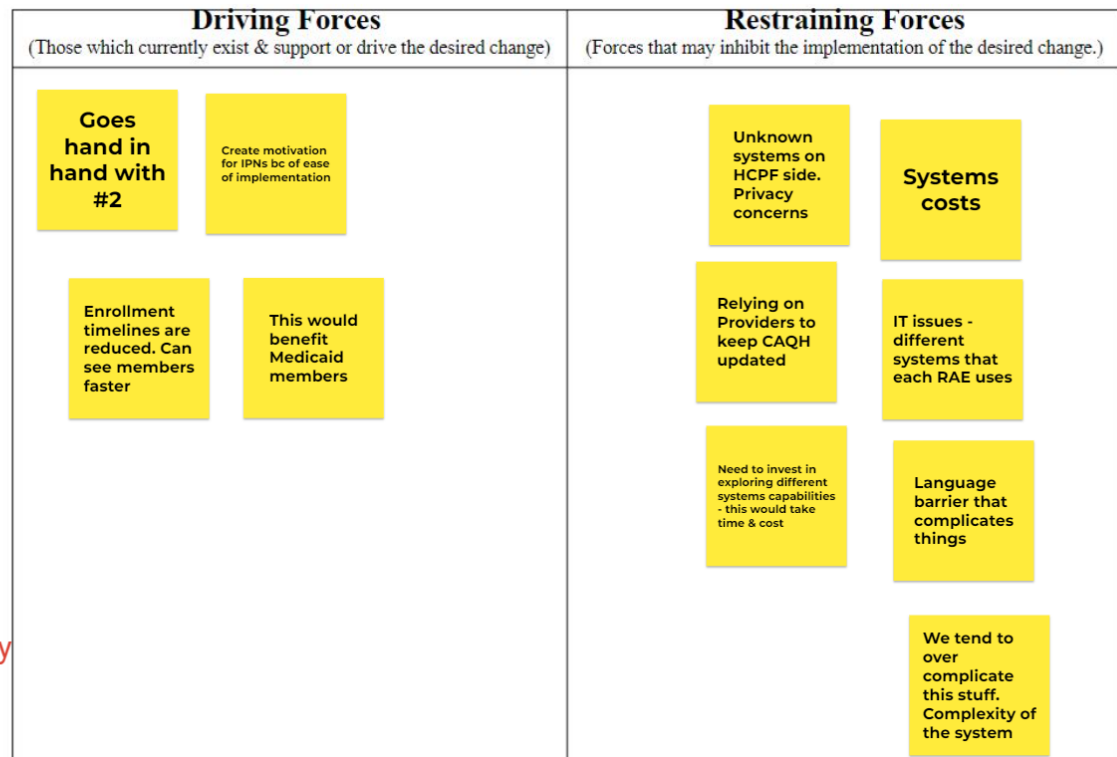 Driving Forces
(Those which currently exist & support or drive the desired change)
Goes
hand in
hand with
#2
Create motivation
for IPNs bc of ease
of implementation
Enrollment
timelines are
reduced. Can
see members
faster
This would
benefit
Medicaid
members
Restraining Forces
(Forces that may inhibit the implementation of the desired change.)
Unknown
systems on
HCPF side.
Privacy
concerns
Systems
costs
Relying on
Providers to
keep CAQH
updated
IT issues -
different
systems that
each RAE uses
Need to invest in
exploring different
systems capabilities
- this would take
time & cost
Language
barrier that
complicates
things
We tend to
over
complicate
this stuff.
Complexity of
the system
y